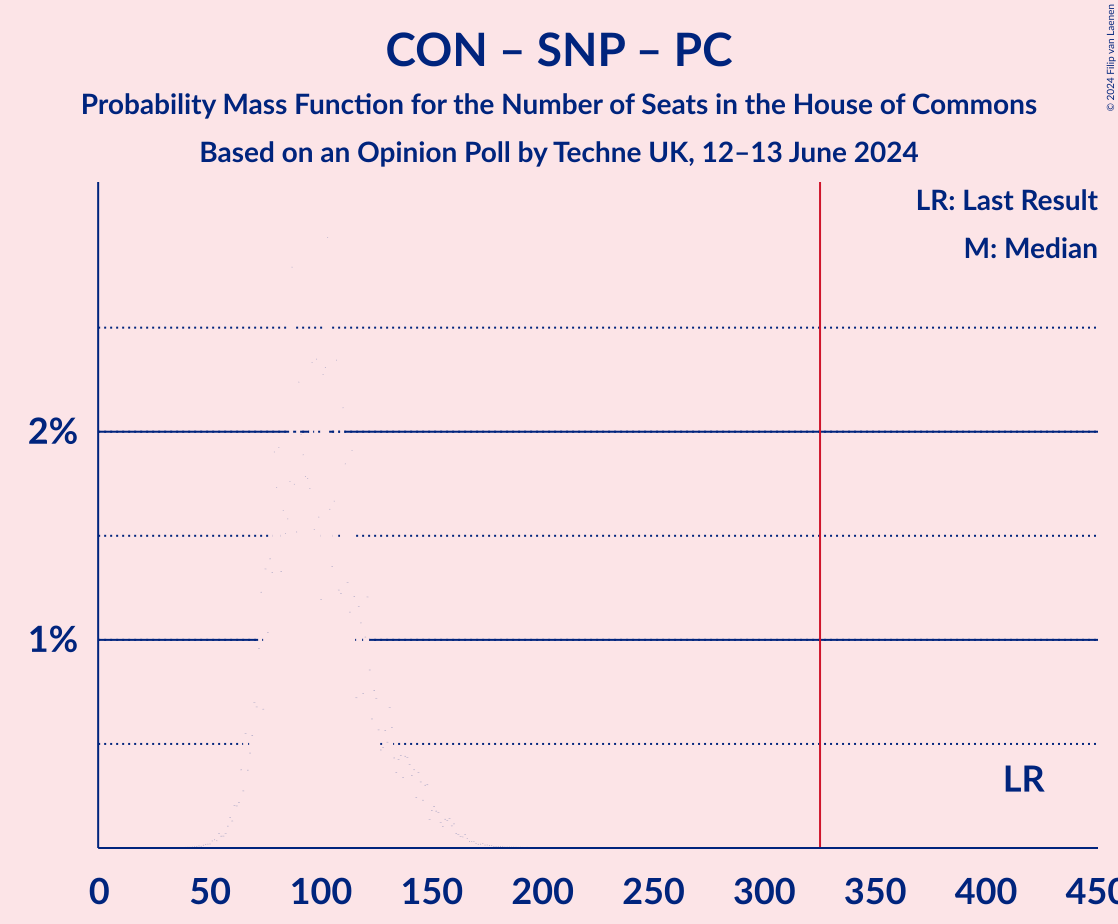 CON – SNP – PC
Probability Mass Function for the Number of Seats in the House of Commons
Based on an Opinion Poll by Techne UK, 12–13 June 2024
© 2024 Filip van Laenen
LR: Last Result
M: Median
2%
1%
LR
0 50 100 150 200 250 300 350 400 450